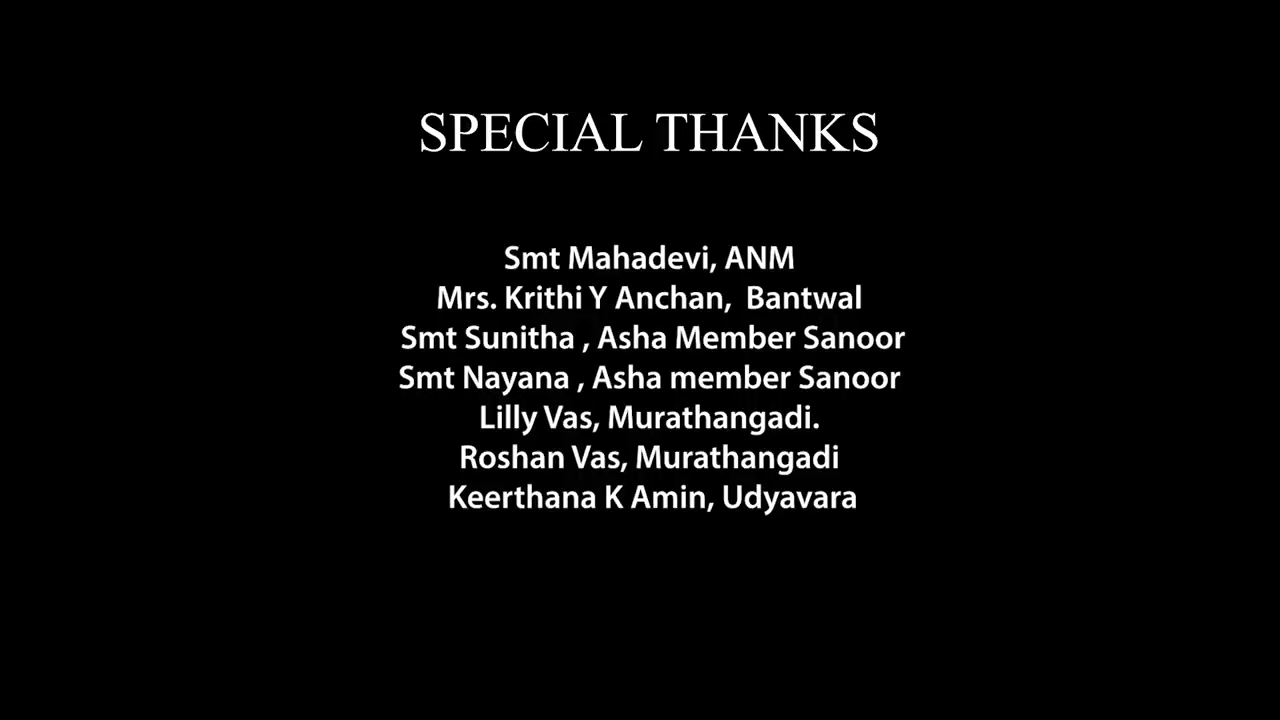 SPECIAL THANKS
Smt Mahadevi, ANM
Mrs. Krithi Y Anchan,  Bantwal
Smt Sunitha , Asha Member Sanoor
Smt Nayana , Asha member Sanoor
Lilly Vas, Murathangadi.
Roshan Vas, Murathangadi
Keerthana K Amin, Udyavara